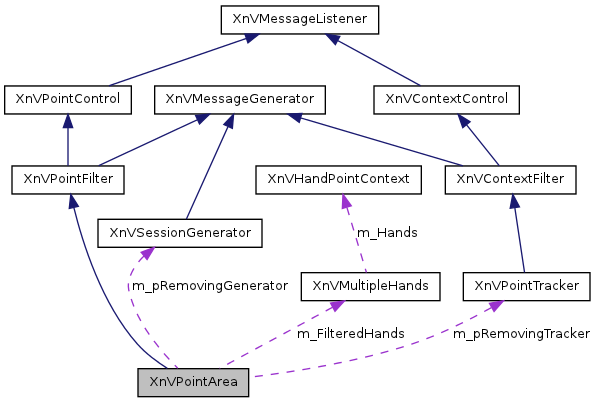 XnVMessageListener
XnVPointControl
XnVMessageGenerator
XnVContextControl
XnVPointFilter
XnVHandPointContext
XnVContextFilter
XnVSessionGenerator
m_Hands
m_pRemovingGenerator
XnVMultipleHands
XnVPointTracker
m_FilteredHands
m_pRemovingTracker
XnVPointArea